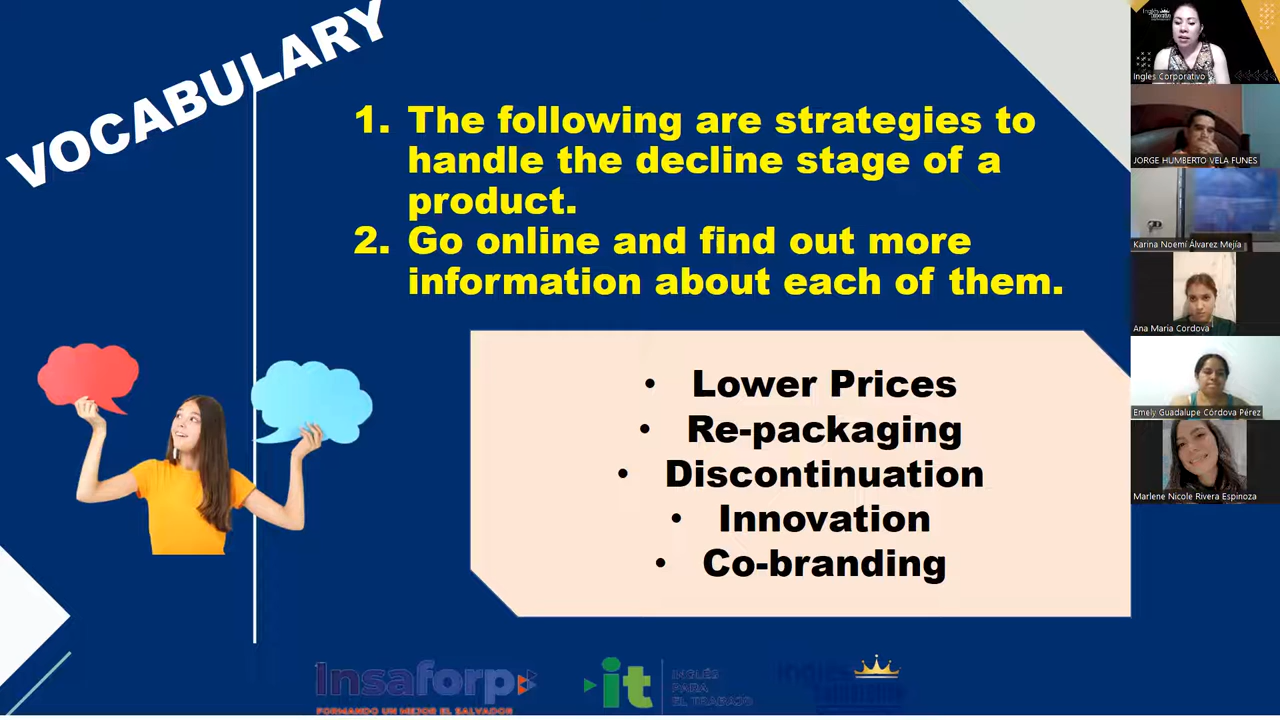 VOCABULARY
1. The following are strategies to
handle the decline stage of a
product.
2. Go online and find out more
information about each of them.
• Lower Prices
• Re-packaging
• Discontinuation
• Innovation
• Co-branding
Insaforp
FORMANDO UN MEJOR EL SALVADOR
it
INGLÉS
PARA
EL TRABAJO
Inglés
Ingles Corporativo
JORGE HUMBERTO VELA FUNES
Karina Noemí Álvarez Mejía
Ana Maria Cordova
Emely Guadalupe Córdova Pérez
Marlene Nicole Rivera Espinoza